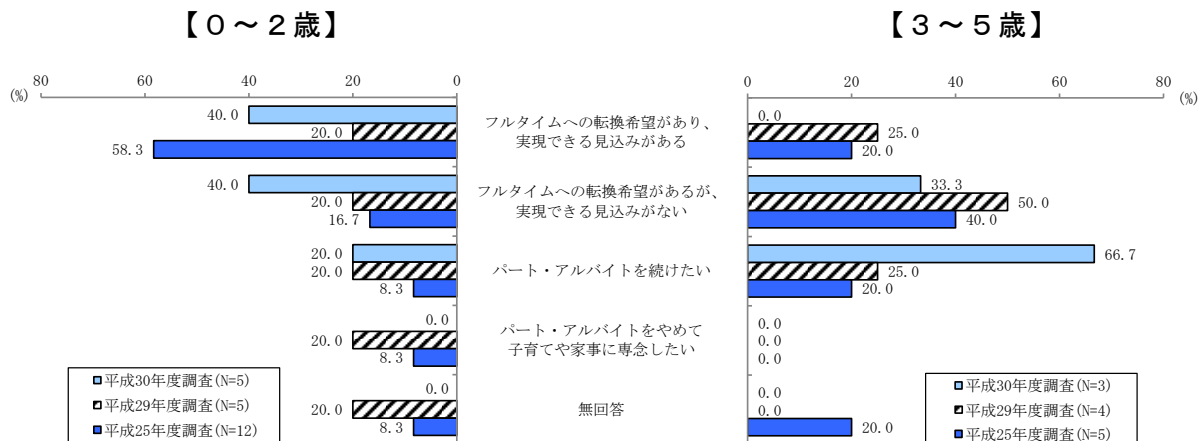 【０～２歳】
【３～５歳】
80 60 40 20 0
(%)
0 20 40 60 80
(%)
40.0
20.0
58.3
フルタイムへの転換希望があり、
実現できる見込みがある
0.0
25.0
20.0
40.0
20.0
16.7
フルタイムへの転換希望があるが、
実現できる見込みがない
33.3
50.0
40.0
20.0
20.0
8.3
パート・アルバイトを続けたい
66.7
25.0
20.0
0.0
20.0
8.3
パート・アルバイトをやめて
子育てや家事に専念したい
0.0
0.0
0.0
0.0
20.0
8.3
無回答
0.0
0.0
20.0
平成30年度調査(N=5)
平成29年度調査(N=5)
平成25年度調査(N=12)
平成30年度調査(N=3)
平成29年度調査(N=4)
平成25年度調査(N=5)